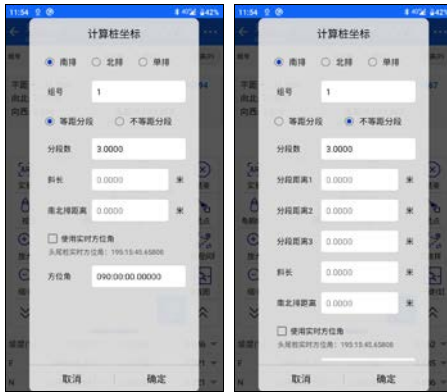 11:54
42%
计算桩坐标
南排 北排 单排
组号 1
等距分段 不等距分段
分段数 3.0000
斜长 0.0000 米
南北排距离 0.0000 米
使用实时方位角
头尾桩实时方位角：195:15:45.65808
方位角 090:00:00.00000
取消 确定
11:54
42%
计算桩坐标
南排 北排 单排
组号 1
等距分段 不等距分段
分段数 3.0000
分段距离1 0.0000 米
分段距离2 0.0000 米
分段距离3 0.0000 米
斜长 0.0000 米
南北排距离 0.0000 米
使用实时方位角
头尾桩实时方位角：195:15:45.65808
取消 确定